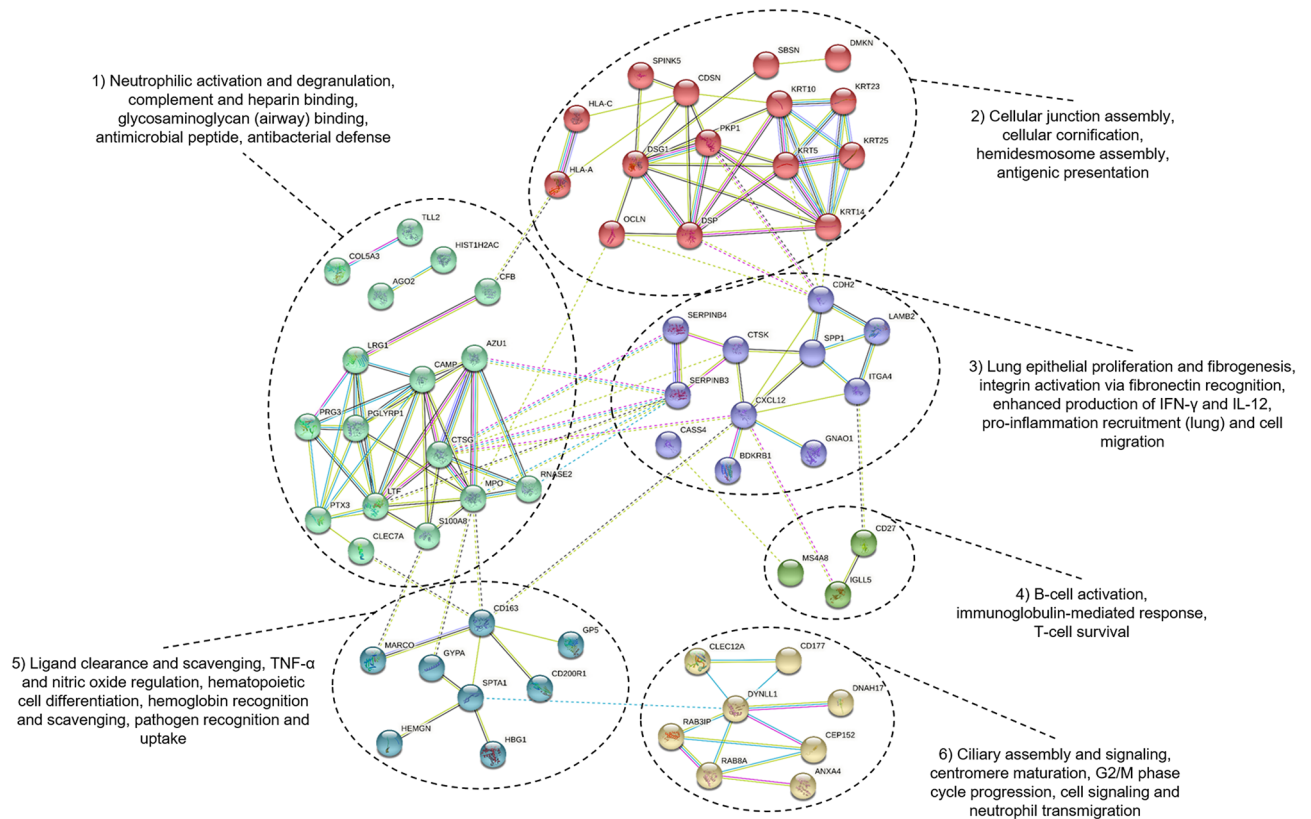 1) Neutrophilic activation and degranulation,
complement and heparin binding,
glycosaminoglycan (airway) binding,
antimicrobial peptide, antibacterial defense
SBSN
DMKN
SPINK5
CDSN
KRT10
KRT23
HLA-C
PKP1
KRT25
DSG1
KRT5
HLA-A
OCLN
DSP
KRT14
2) Cellular junction assembly,
cellular cornification,
hemidesmosome assembly,
antigenic presentation
TLL2
COL5A3
HIST1H2AC
AGO2
CFB
LRG1
AZU1
CAMP
PRG3
PGLYRP1
CTSG
LTF
MPO
RNASE2
PTX3
S100A8
CLEC7A
CDH2
SERPINB4
LAMB2
CTSK
SPP1
SERPINB3
ITGA4
CXCL12
CASS4
GNAO1
BDKRB1
3) Lung epithelial proliferation and fibrogenesis,
integrin activation via fibronectin recognition,
enhanced production of IFN-γ and IL-12,
pro-inflammation recruitment (lung) and cell
migration
CD27
MS4A8
IGLL5
4) B-cell activation,
immunoglobulin-mediated response,
T-cell survival
CD163
MARCO
GP5
GYPA
CD200R1
SPTA1
HEMGN
HBG1
5) Ligand clearance and scavenging, TNF-α
and nitric oxide regulation, hematopoietic
cell differentiation, hemoglobin recognition
and scavenging, pathogen recognition and
uptake
CLEC12A
CD177
DYNLL1
DNAH17
RAB3IP
CEP152
RAB8A
ANXA4
6) Ciliary assembly and signaling,
centromere maturation, G2/M phase
cycle progression, cell signaling and
neutrophil transmigration